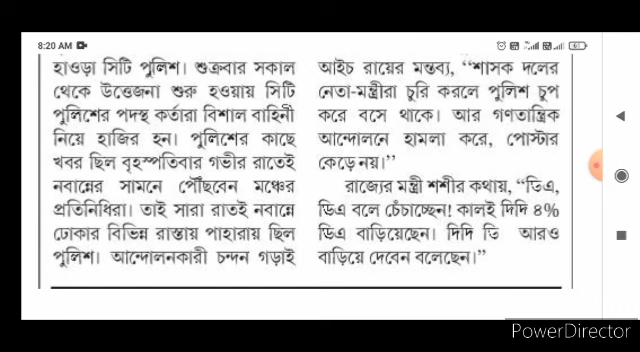 8:20 AM
হাওড়া সিটি পুলিশ। শুক্রবার সকাল
থেকে উত্তেজনা শুরু হওয়ায় সিটি
পুলিশের পদস্থ কর্তারা বিশাল বাহিনী
নিয়ে হাজির হন। পুলিশের কাছে
খবর ছিল বৃহস্পতিবার গভীর রাতেই
নবান্নের সামনে পৌঁছবেন মঞ্চের
প্রতিনিধিরা। তাই সারা রাতই নবান্নে
ঢোকার বিভিন্ন রাস্তায় পাহারায় ছিল
পুলিশ। আন্দোলনকারী চন্দন গড়াই
আইচ রায়ের মন্তব্য, ‘‘শাসক দলের
নেতা-মন্ত্রীরা চুরি করলে পুলিশ চুপ
করে বসে থাকে। আর গণতান্ত্রিক
আন্দোলনে হামলা করে, পোস্টার
কেড়ে নয়।’’
রাজ্যের মন্ত্রী শশীর কথায়, ‘‘ডিএ,
ডিএ বলে চেঁচাচ্ছেন! কালই দিদি ৪%
ডিএ বাড়িয়েছেন। দিদি তি আরও
বাড়িয়ে দেবেন বলেছেন।’’
PowerDirector